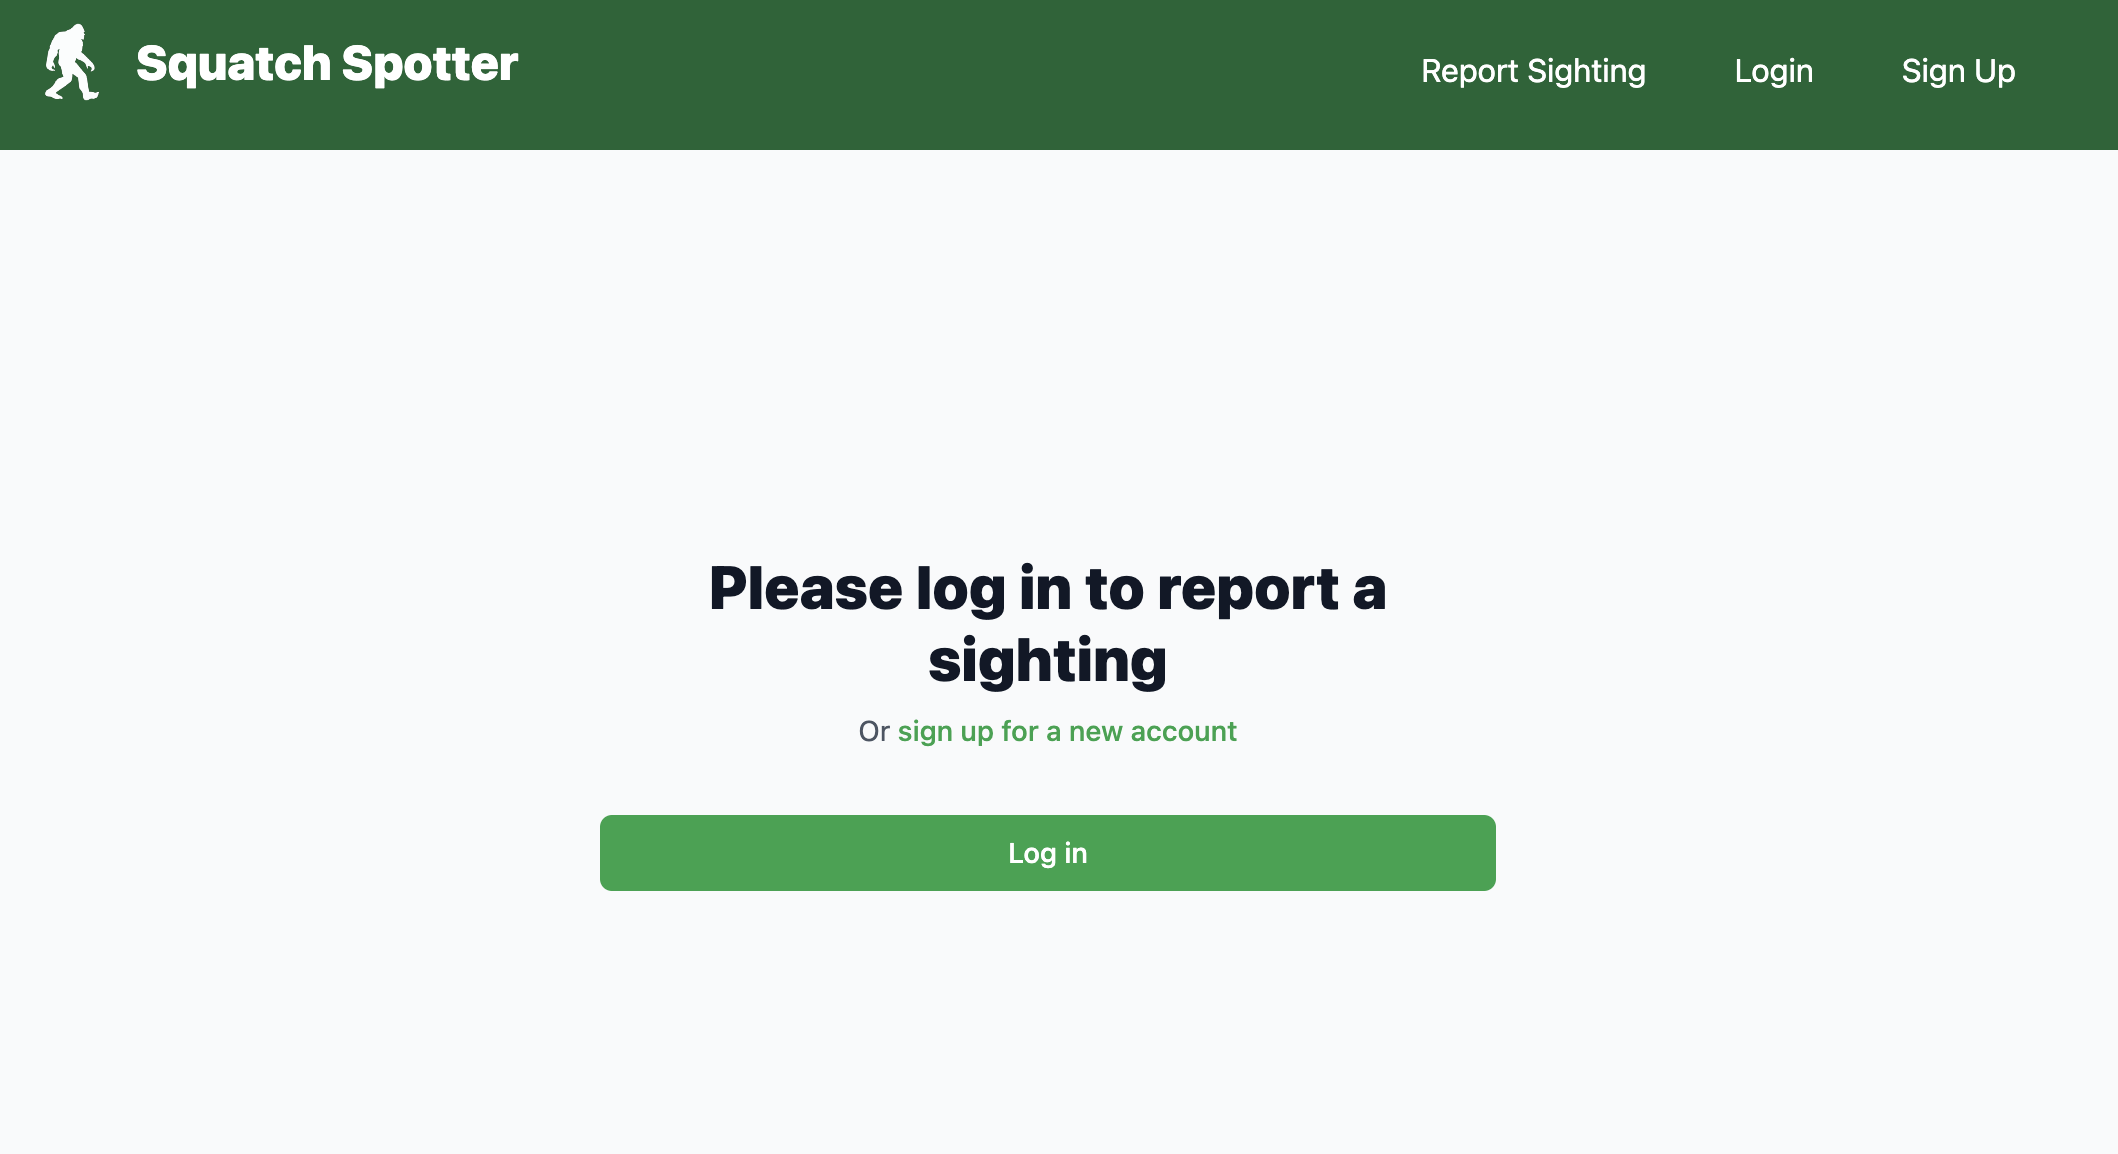 Squatch Spotter
Report Sighting
Login
Sign Up
Please log in to report a
sighting
Or sign up for a new account
Log in